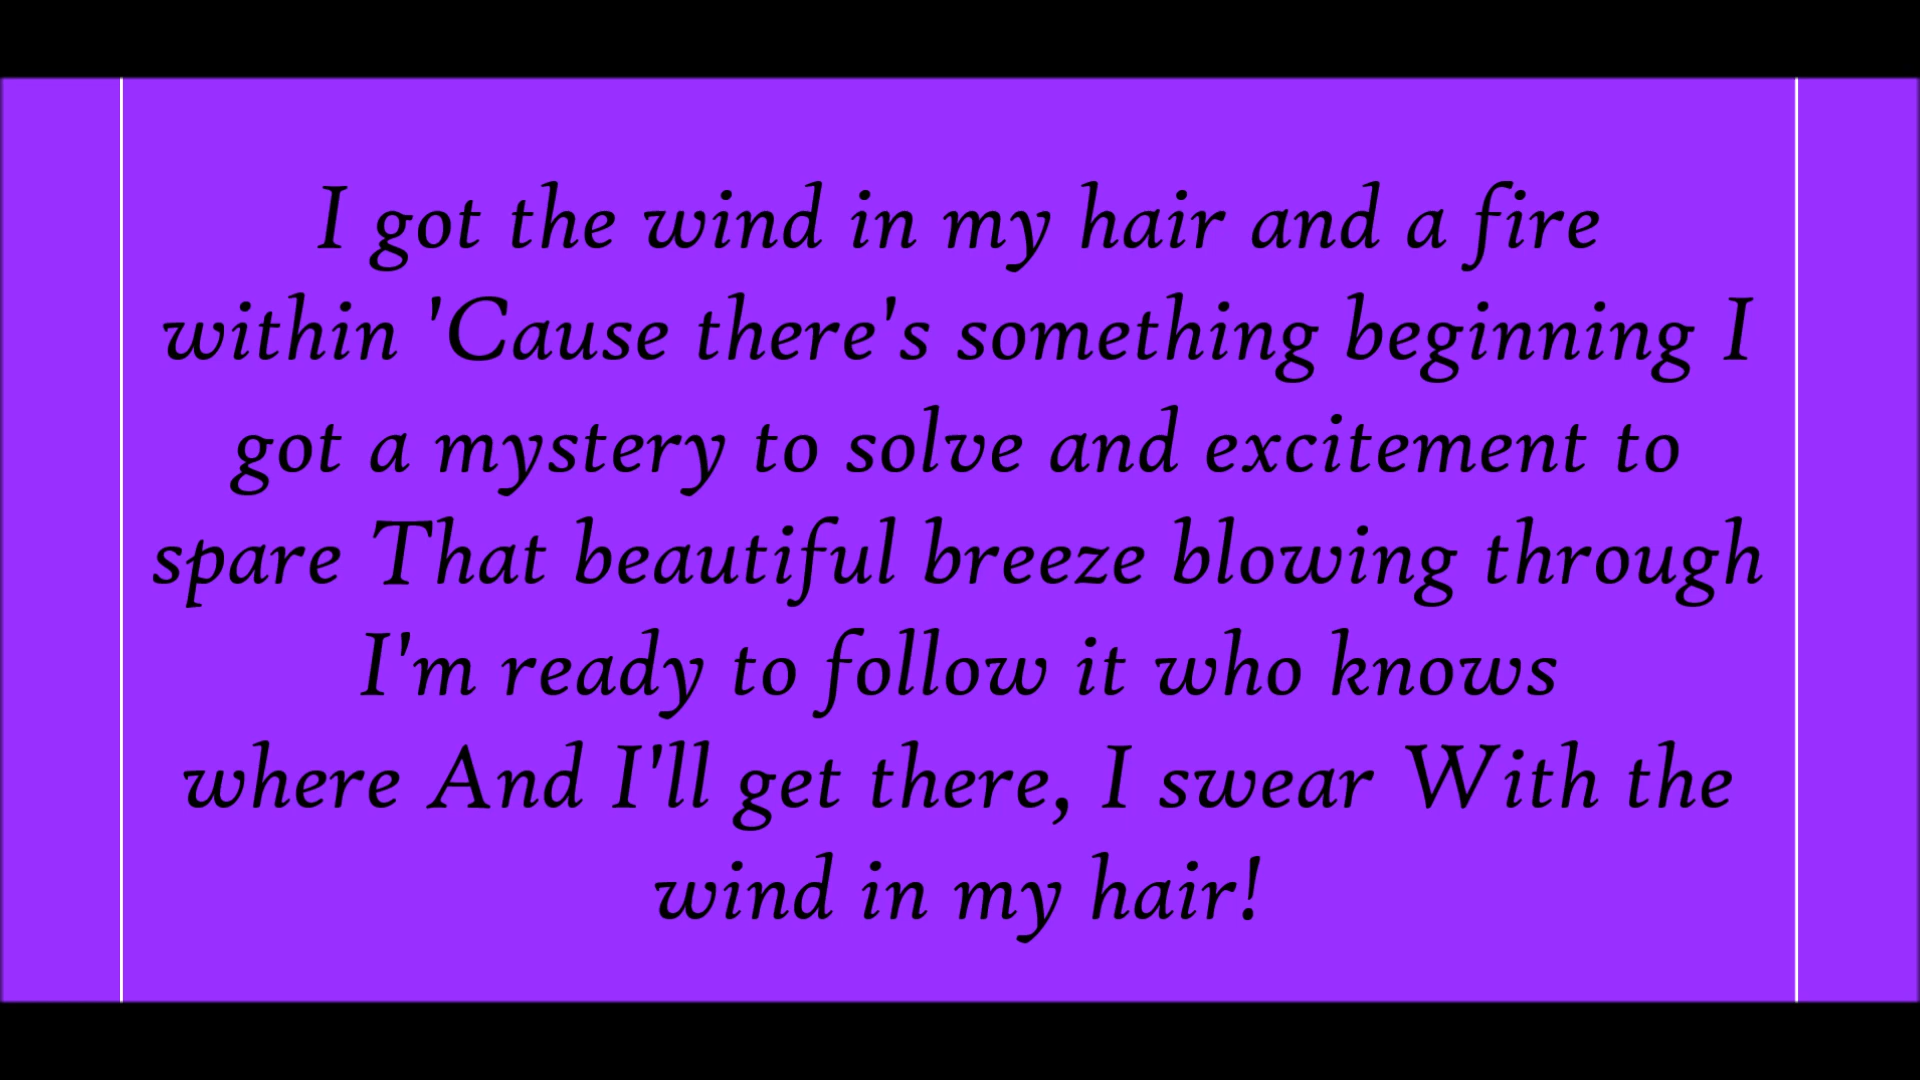 I got the wind in my hair and a fire
within 'Cause there's something beginning I
got a mystery to solve and excitement to
spare That beautiful breeze blowing through
I'm ready to follow it who knows
where And I'll get there, I swear With the
wind in my hair!